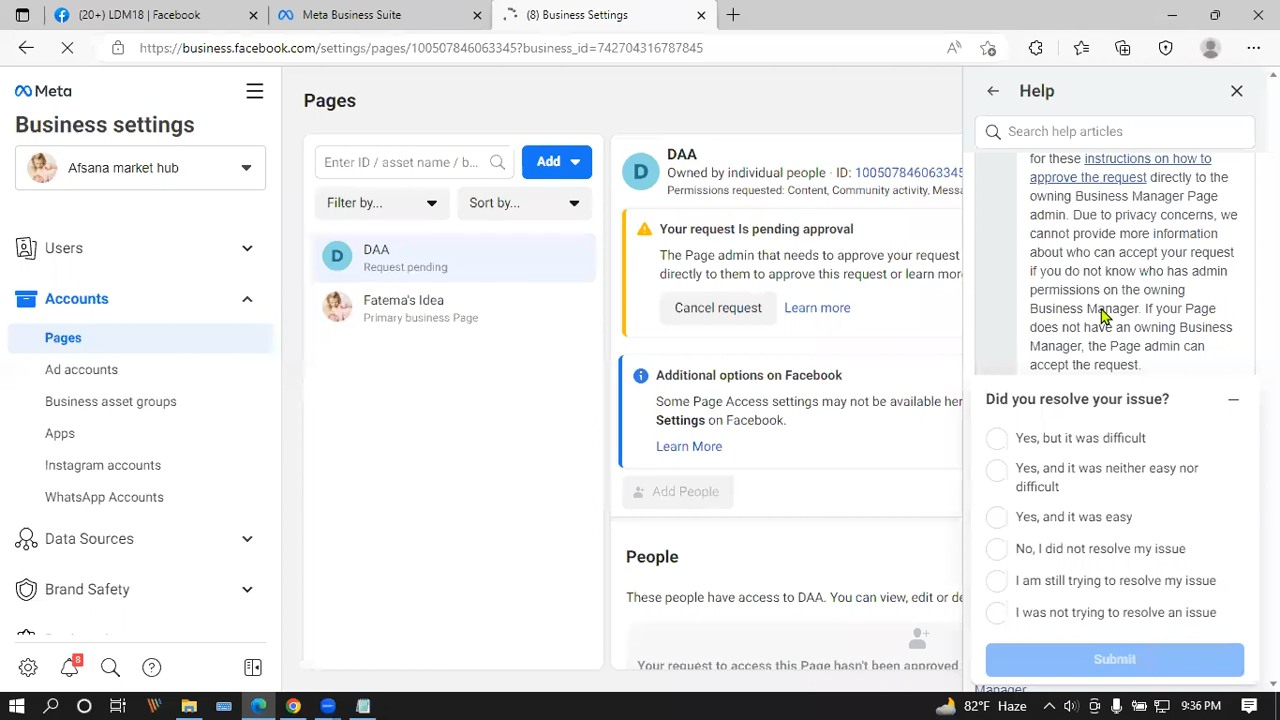 (20+) LDM18 | Facebook
Meta Business Suite
(8) Business Settings
https://business.facebook.com/settings/pages/100507846063345?business_id=742704316787845
Meta
Business settings
Afsana market hub
Users
Accounts
Pages
Ad accounts
Business asset groups
Apps
Instagram accounts
WhatsApp Accounts
Data Sources
Brand Safety
8
Pages
Enter ID / asset name / b...
Add
Filter by...
Sort by...
D
DAA
Request pending
Fatema's Idea
Primary business Page
D
DAA
Owned by individual people · ID: 100507846063345
Permissions requested: Content, Community activity, Messa
Your request Is pending approval
The Page admin that needs to approve your request
directly to them to approve this request or learn mor
Cancel request
Learn more
Additional options on Facebook
Some Page Access settings may not be available her
Settings on Facebook.
Learn More
Add People
People
These people have access to DAA. You can view, edit or de
Your request to access this Page hasn't been approved
Help
Search help articles
for these instructions on how to
approve the request directly to the
owning Business Manager Page
admin. Due to privacy concerns, we
cannot provide more information
about who can accept your request
if you do not know who has admin
permissions on the owning
Business Manager. If your Page
does not have an owning Business
Manager, the Page admin can
accept the request.
Did you resolve your issue?
Yes, but it was difficult
Yes, and it was neither easy nor
difficult
Yes, and it was easy
No, I did not resolve my issue
I am still trying to resolve my issue
I was not trying to resolve an issue
Submit
Manager
82°F Haze
9:36 PM